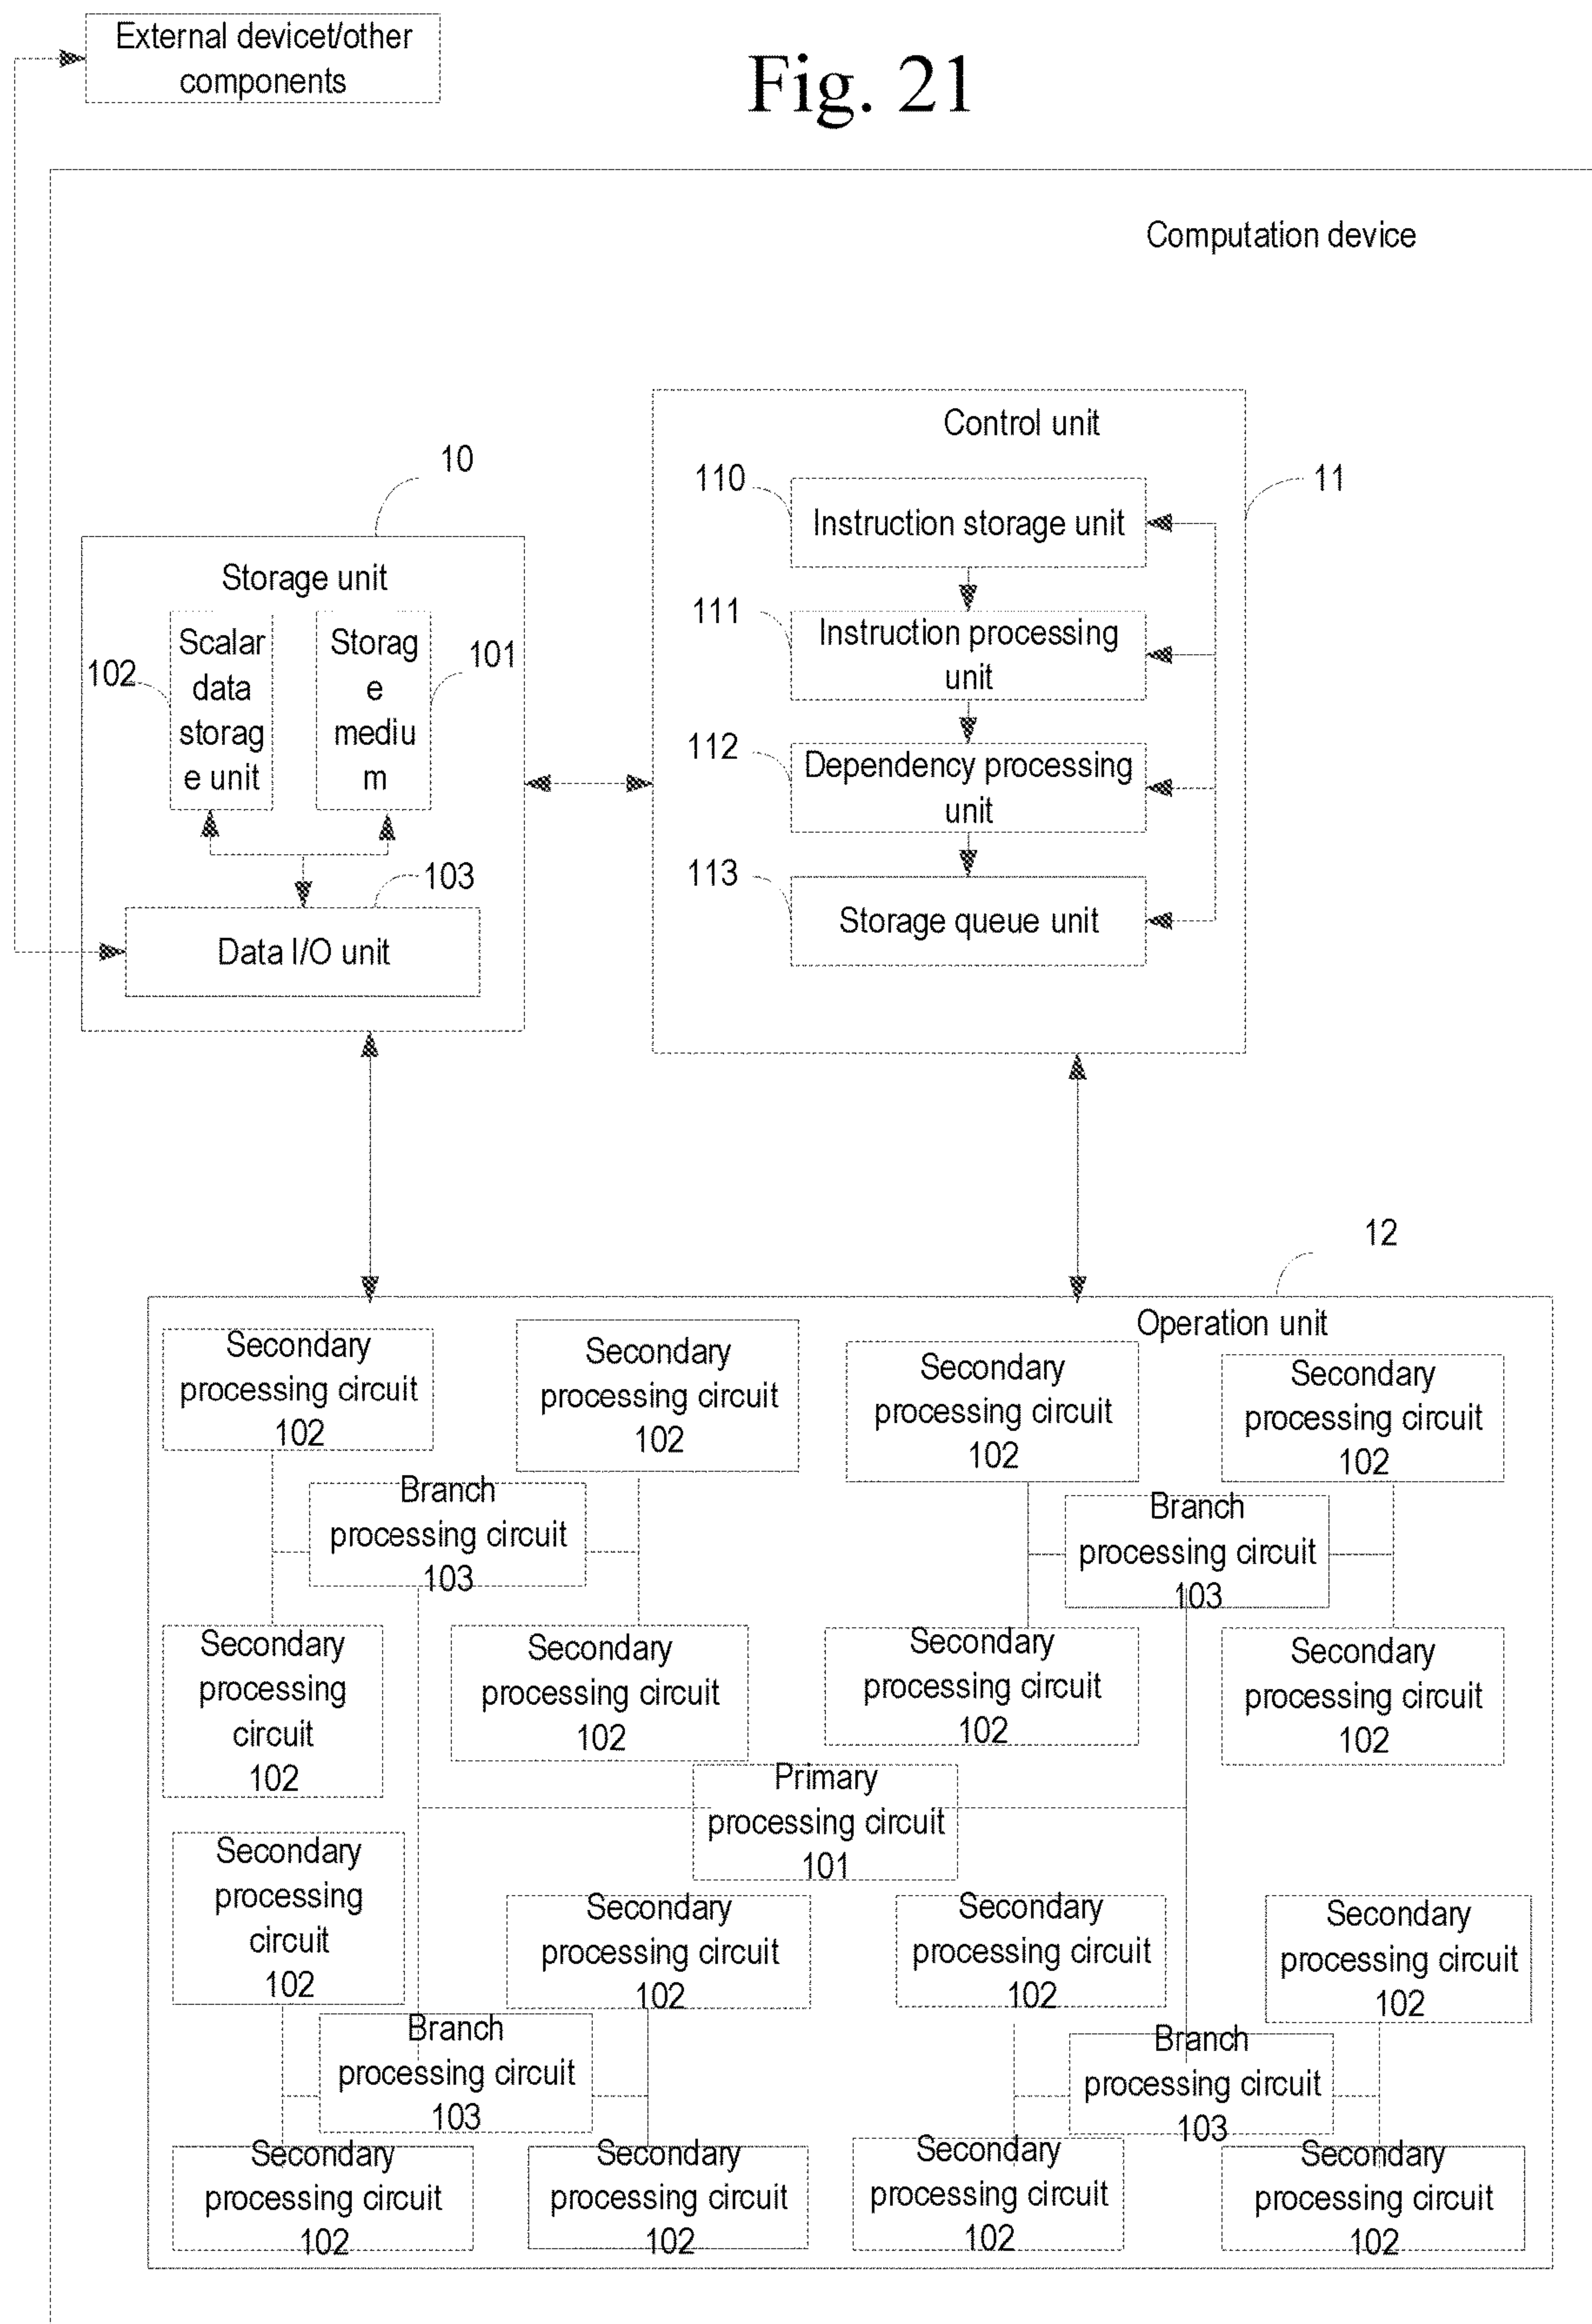 External devicet/other
components
Fig. 21
Computation device
10
Storage unit
Scalar
data
storag
e unit
102
Storag
e
mediu
m
101
103
Data I/O unit
Control unit
11
110
Instruction storage unit
111
Instruction processing
unit
112
Dependency processing
unit
113
Storage queue unit
12
Operation unit
Secondary
processing circuit
102
Secondary
processing circuit
102
Secondary
processing circuit
102
Secondary
processing circuit
102
Branch
processing circuit
103
Branch
processing circuit
103
Secondary
processing
circuit
102
Secondary
processing circuit
102
Secondary
processing circuit
102
Secondary
processing circuit
102
Primary
processing circuit
101
Secondary
processing
circuit
102
Secondary
processing circuit
102
Secondary
processing circuit
102
Secondary
processing circuit
102
Branch
processing circuit
103
Branch
processing circuit
103
Secondary
processing circuit
102
Secondary
processing circuit
102
Secondary
processing circuit
102
Secondary
processing circuit
102